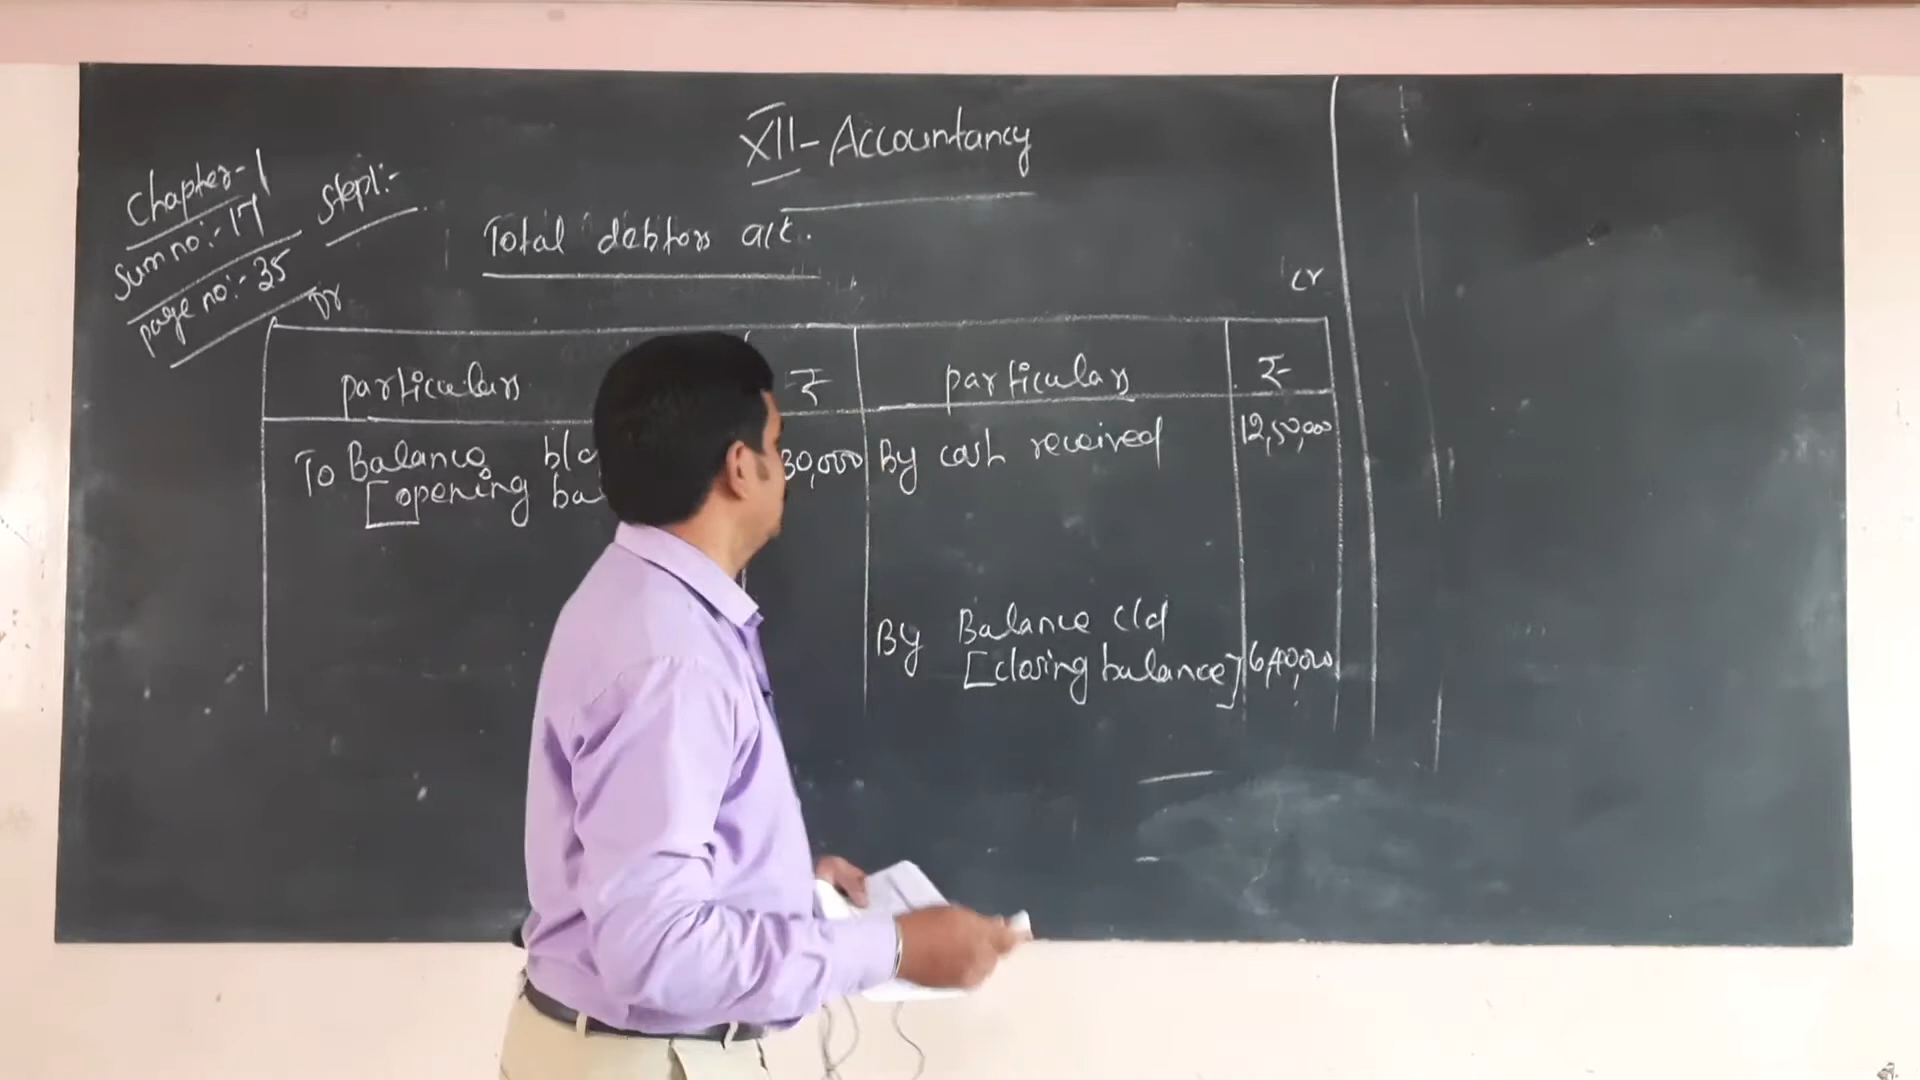 XII-Accountancy
Chapter-1
Sum no:- 17
page no:- 35
Step1:-
Total debtors a/c.
Dr
Cr
particulars ₹ particulars ₹
To Balance b/d 30,000 By cash received 12,50,000
[opening ba
By Balance c/d
[closing balance] 6,40,000